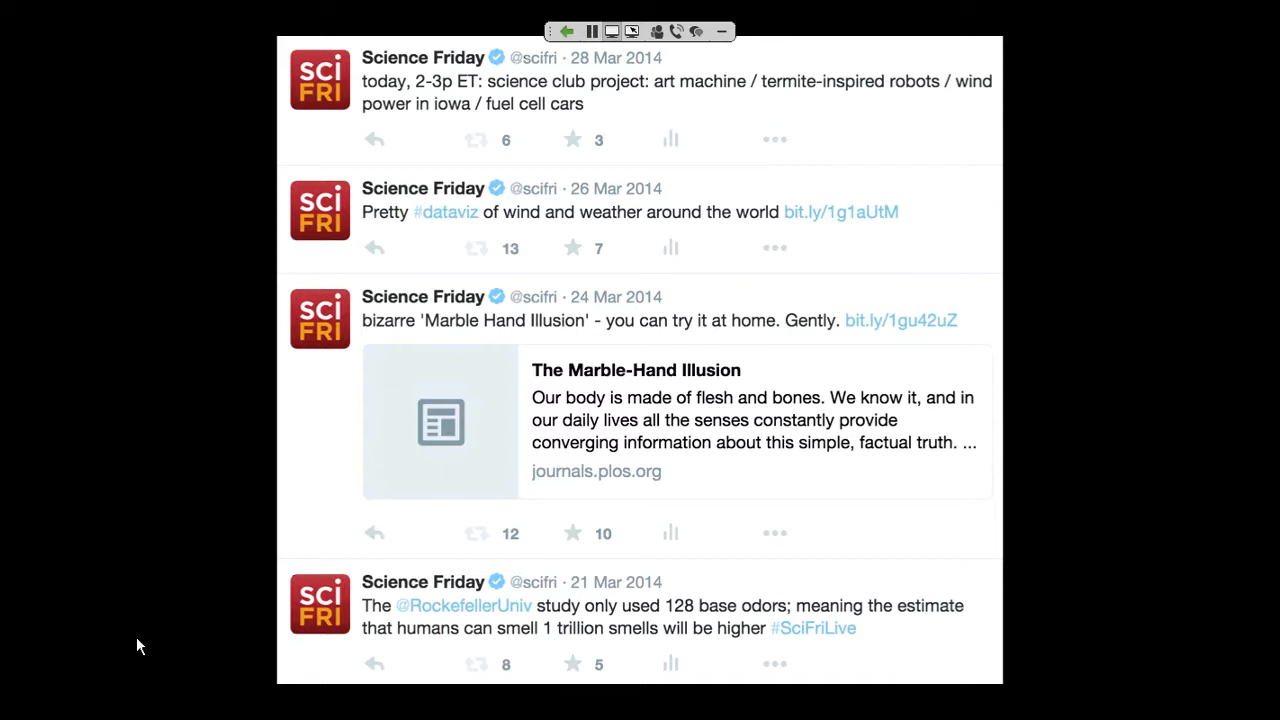 SCI
FRI
Science Friday @scifri · 28 Mar 2014
today, 2-3p ET: science club project: art machine / termite-inspired robots / wind
power in iowa / fuel cell cars
6 3
SCI
FRI
Science Friday @scifri · 26 Mar 2014
Pretty #dataviz of wind and weather around the world bit.ly/1g1aUtM
13 7
SCI
FRI
Science Friday @scifri · 24 Mar 2014
bizarre 'Marble Hand Illusion' - you can try it at home. Gently. bit.ly/1gu42uZ
The Marble-Hand Illusion
Our body is made of flesh and bones. We know it, and in
our daily lives all the senses constantly provide
converging information about this simple, factual truth. ...
journals.plos.org
12 10
SCI
FRI
Science Friday @scifri · 21 Mar 2014
The @RockefellerUniv study only used 128 base odors; meaning the estimate
that humans can smell 1 trillion smells will be higher #SciFriLive
8 5